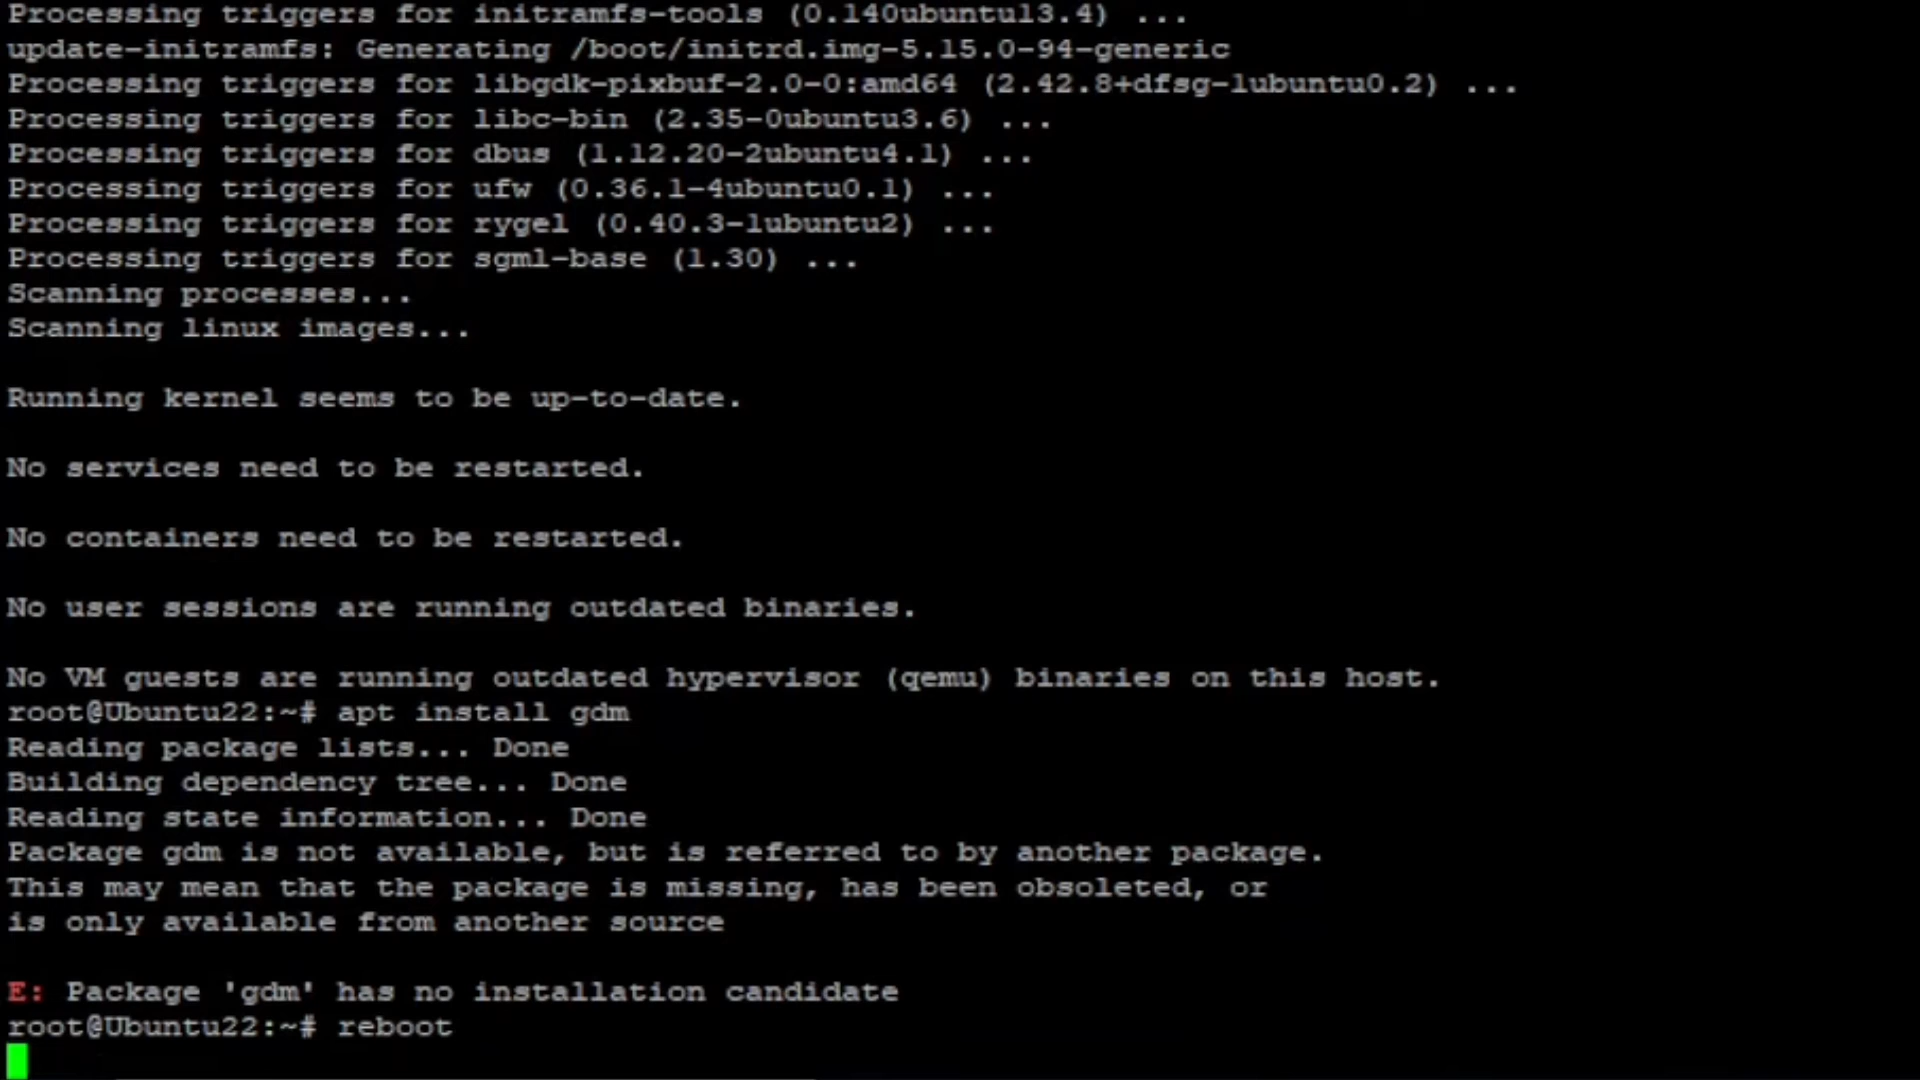 Processing triggers for initramfs-tools (0.140ubuntu13.4) ...
update-initramfs: Generating /boot/initrd.img-5.15.0-94-generic
Processing triggers for libgdk-pixbuf-2.0-0:amd64 (2.42.8+dfsg-1ubuntu0.2) ...
Processing triggers for libc-bin (2.35-0ubuntu3.6) ...
Processing triggers for dbus (1.12.20-2ubuntu4.1) ...
Processing triggers for ufw (0.36.1-4ubuntu0.1) ...
Processing triggers for rygel (0.40.3-1ubuntu2) ...
Processing triggers for sgml-base (1.30) ...
Scanning processes...
Scanning linux images...
Running kernel seems to be up-to-date.
No services need to be restarted.
No containers need to be restarted.
No user sessions are running outdated binaries.
No VM guests are running outdated hypervisor (qemu) binaries on this host.
root@Ubuntu22:~# apt install gdm
Reading package lists... Done
Building dependency tree... Done
Reading state information... Done
Package gdm is not available, but is referred to by another package.
This may mean that the package is missing, has been obsoleted, or
is only available from another source
E: Package 'gdm' has no installation candidate
root@Ubuntu22:~# reboot